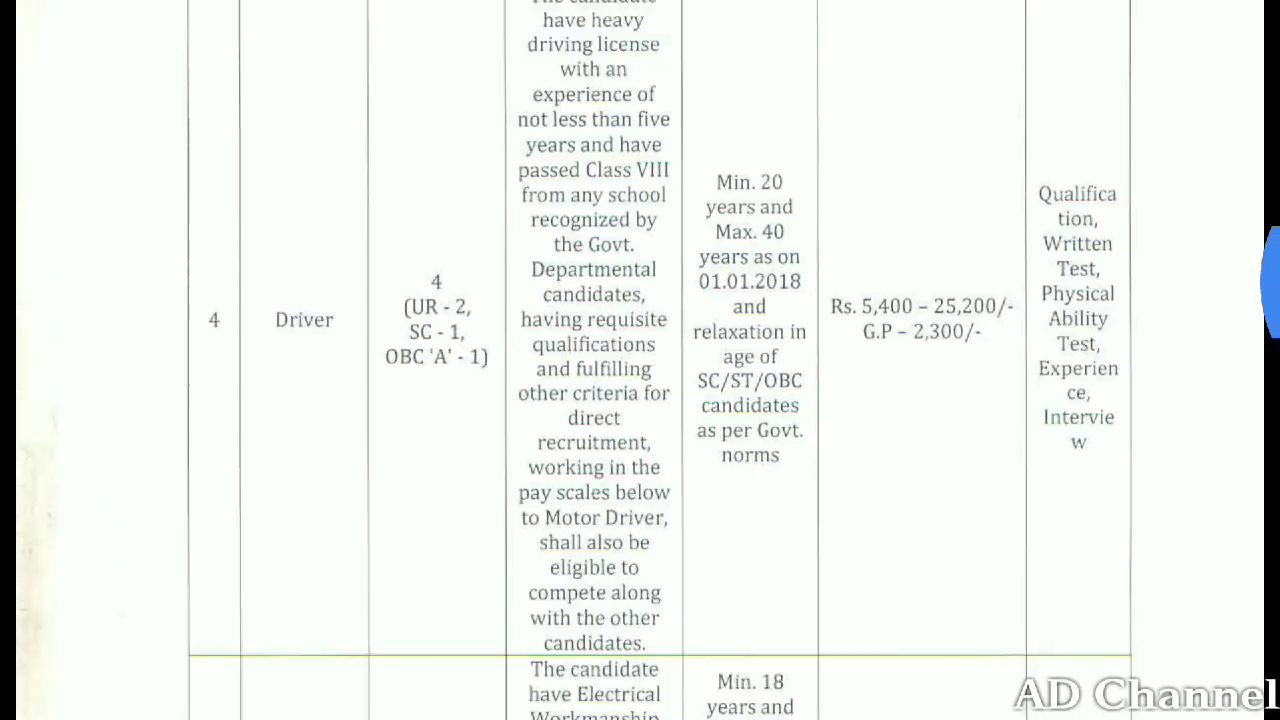 The candidate
have heavy
driving license
with an
experience of
not less than five
years and have
passed Class VIII
from any school
recognized by
the Govt.
Departmental
candidates,
having requisite
qualifications
and fulfilling
other criteria for
direct
recruitment,
working in the
pay scales below
to Motor Driver,
shall also be
eligible to
compete along
with the other
candidates.
4
Driver
4
(UR - 2,
SC - 1,
OBC 'A' - 1)
Min. 20
years and
Max. 40
years as on
01.01.2018
and
relaxation in
age of
SC/ST/OBC
candidates
as per Govt.
norms
Rs. 5,400 – 25,200/-
G.P – 2,300/-
Qualifica
tion,
Written
Test,
Physical
Ability
Test,
Experien
ce,
Intervie
w
The candidate
have Electrical
Workmanship
Min. 18
years and
AD Channel